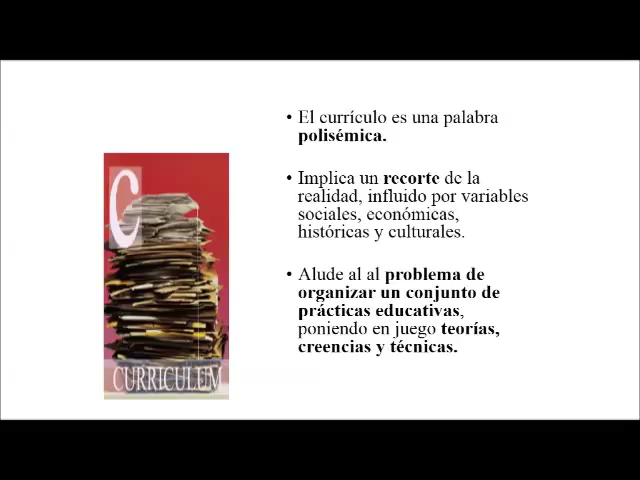 C
CURRICULUM
• El currículo es una palabra
polisémica.
• Implica un recorte de la
realidad, influido por variables
sociales, económicas,
históricas y culturales.
• Alude al al problema de
organizar un conjunto de
prácticas educativas,
poniendo en juego teorías,
creencias y técnicas.